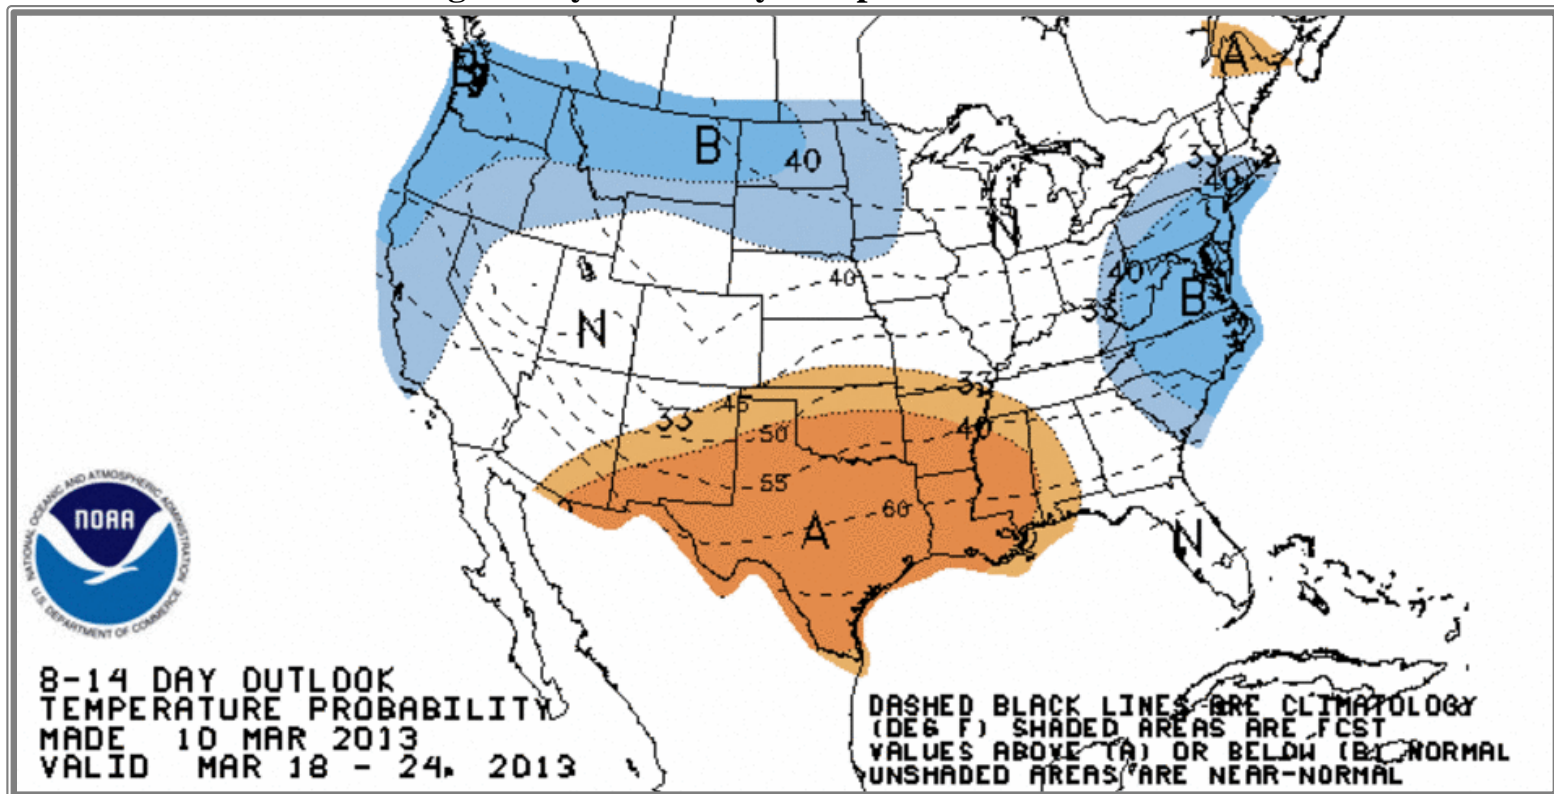 A
B
B
40
33
40
N
40
40
B
33
N
33
45
33
50
40
55
60
A
N
NATIONAL OCEANIC AND ATMOSPHERIC ADMINISTRATION
NOAA
U.S. DEPARTMENT OF COMMERCE
8-14 DAY OUTLOOK
TEMPERATURE PROBABILITY
MADE 10 MAR 2013
VALID MAR 18 - 24, 2013
DASHED BLACK LINES ARE CLIMATOLOGY
(DEG F) SHADED AREAS ARE FCST
VALUES ABOVE (A) OR BELOW (B) NORMAL
UNSHADED AREAS ARE NEAR-NORMAL